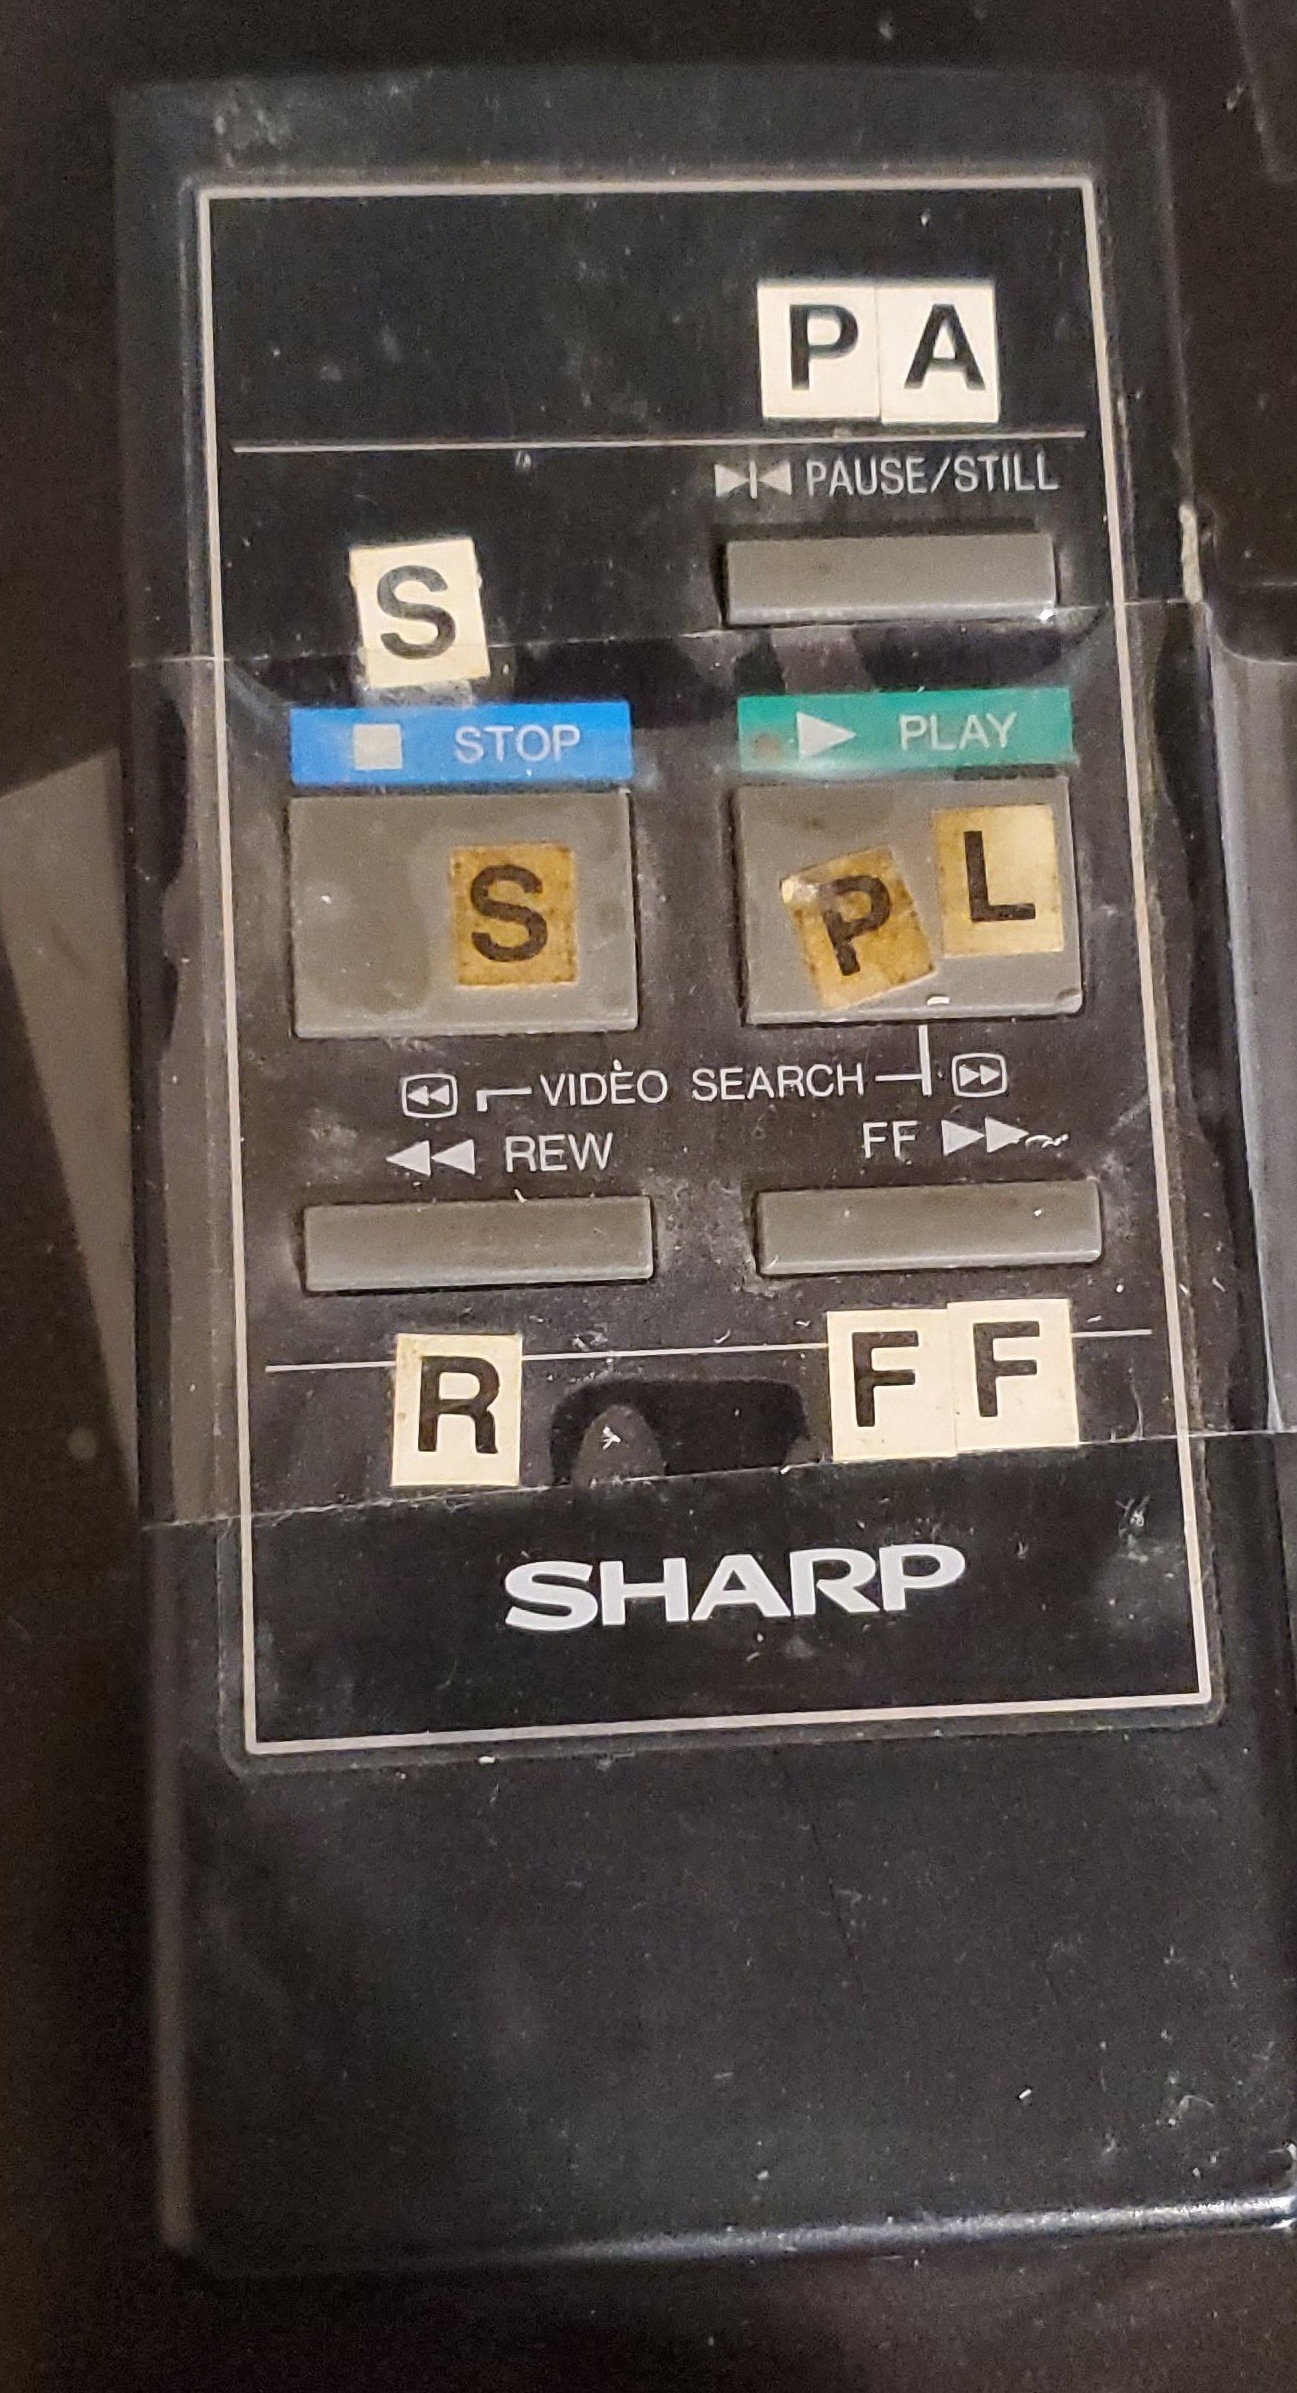 PA
PAUSE/STILL
S
STOP
PLAY
S
PL
VIDEO SEARCH
REW
FF
R
FF
SHARP